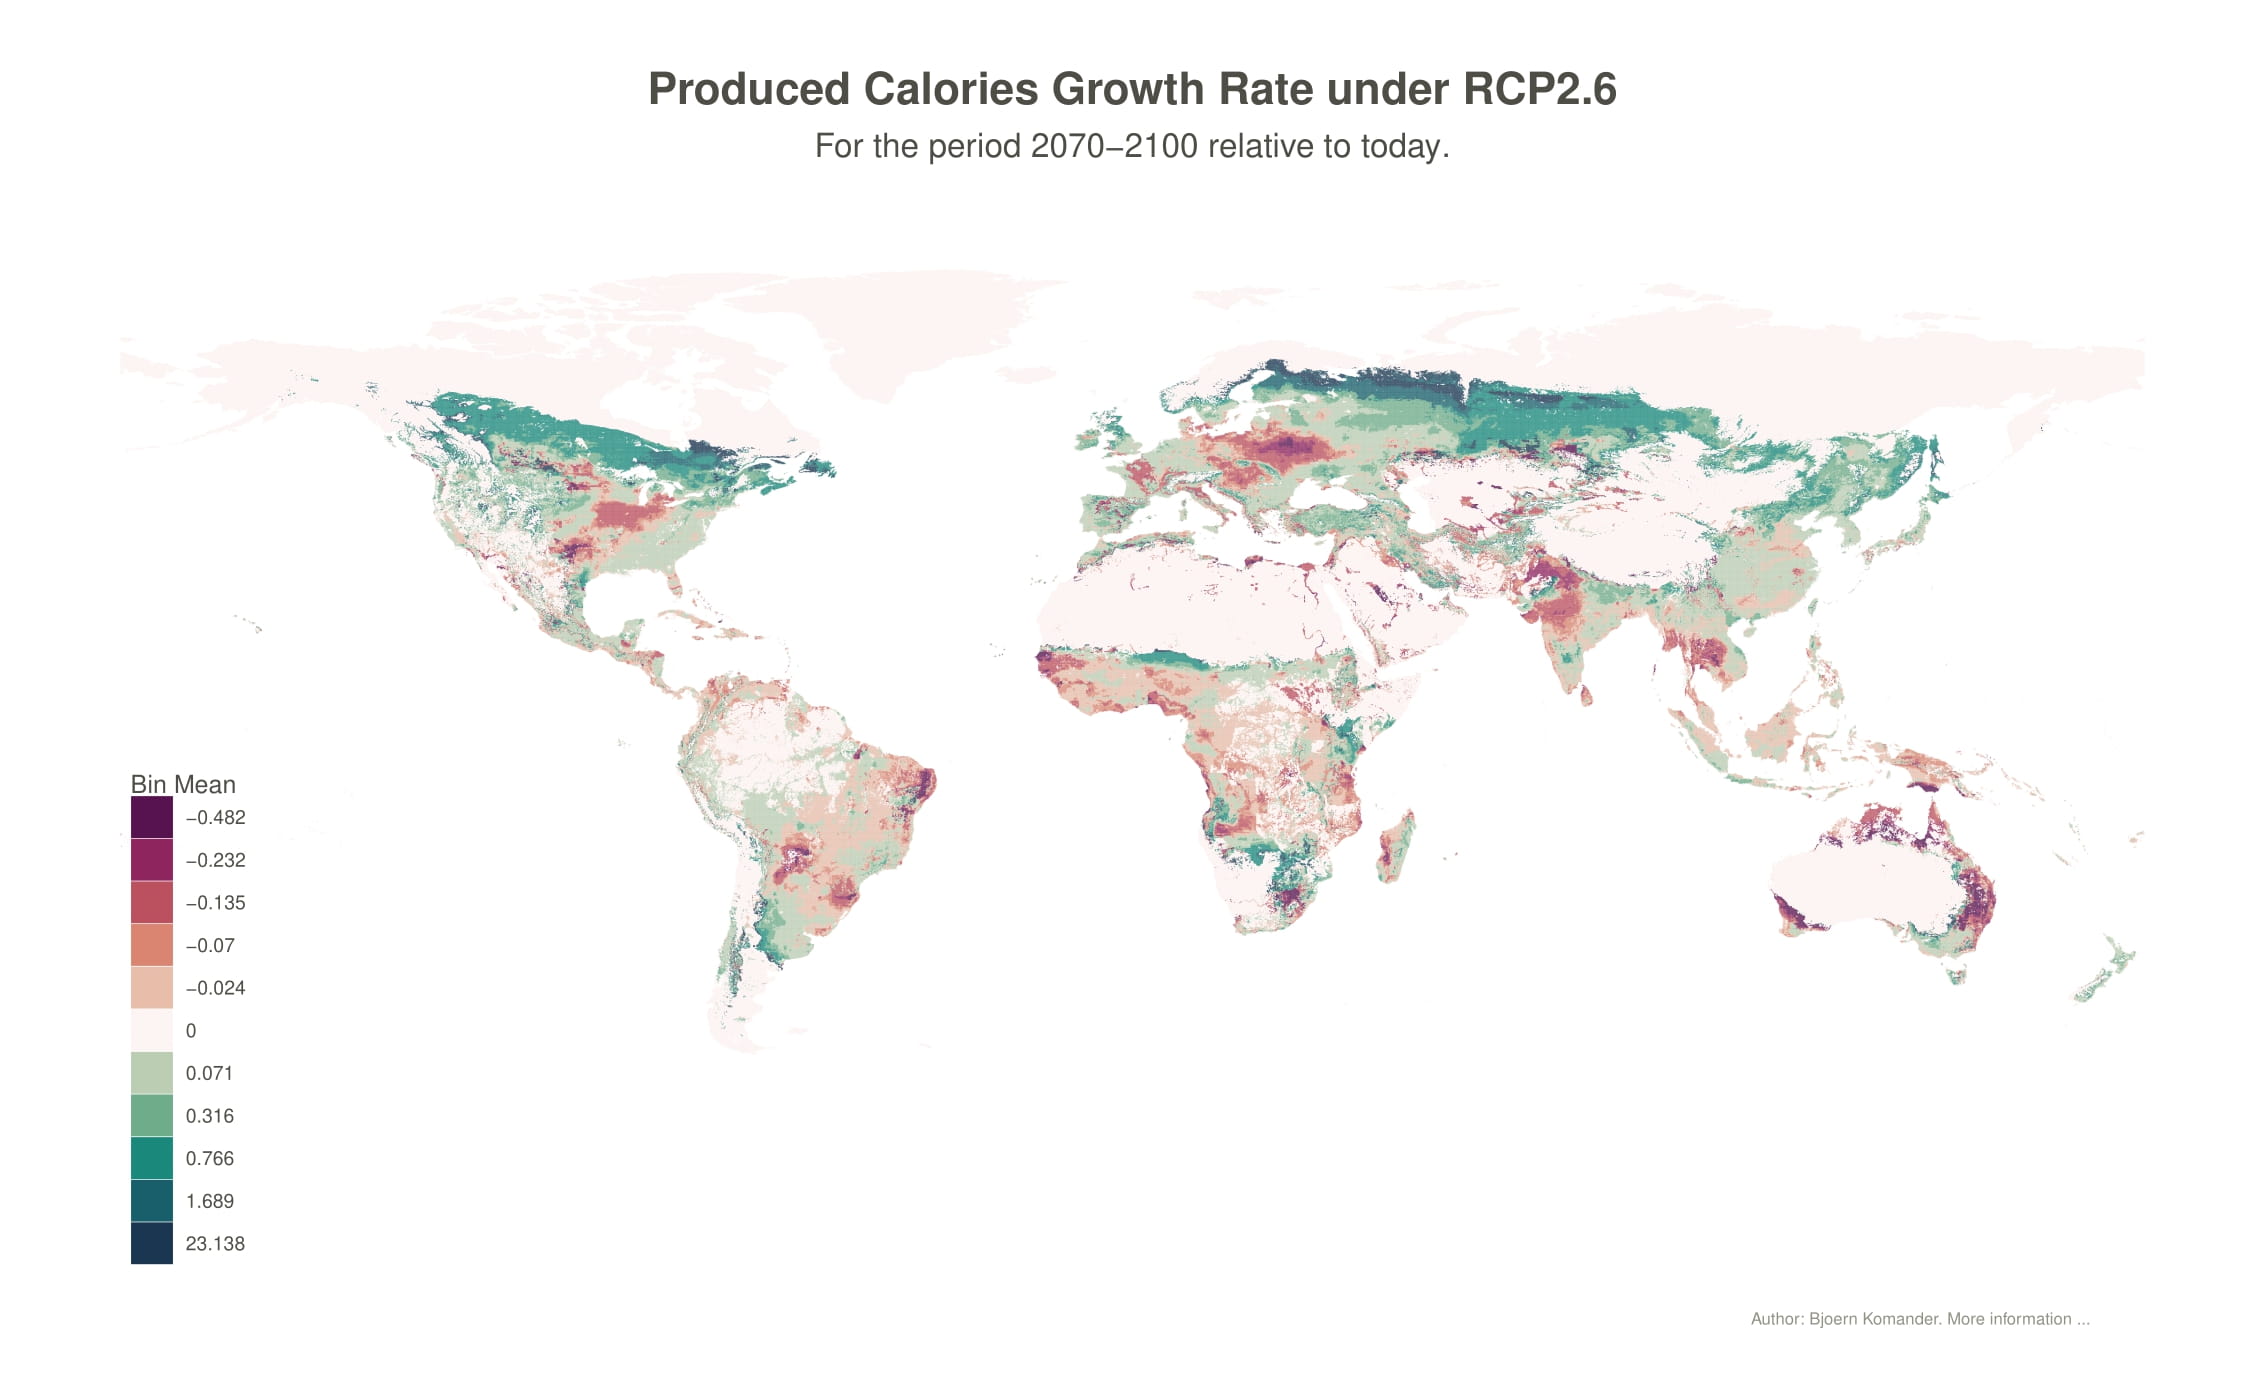 Produced Calories Growth Rate under RCP2.6
For the period 2070−2100 relative to today.
Bin Mean
−0.482
−0.232
−0.135
−0.07
−0.024
0
0.071
0.316
0.766
1.689
23.138
Author: Bjoern Komander. More information ...